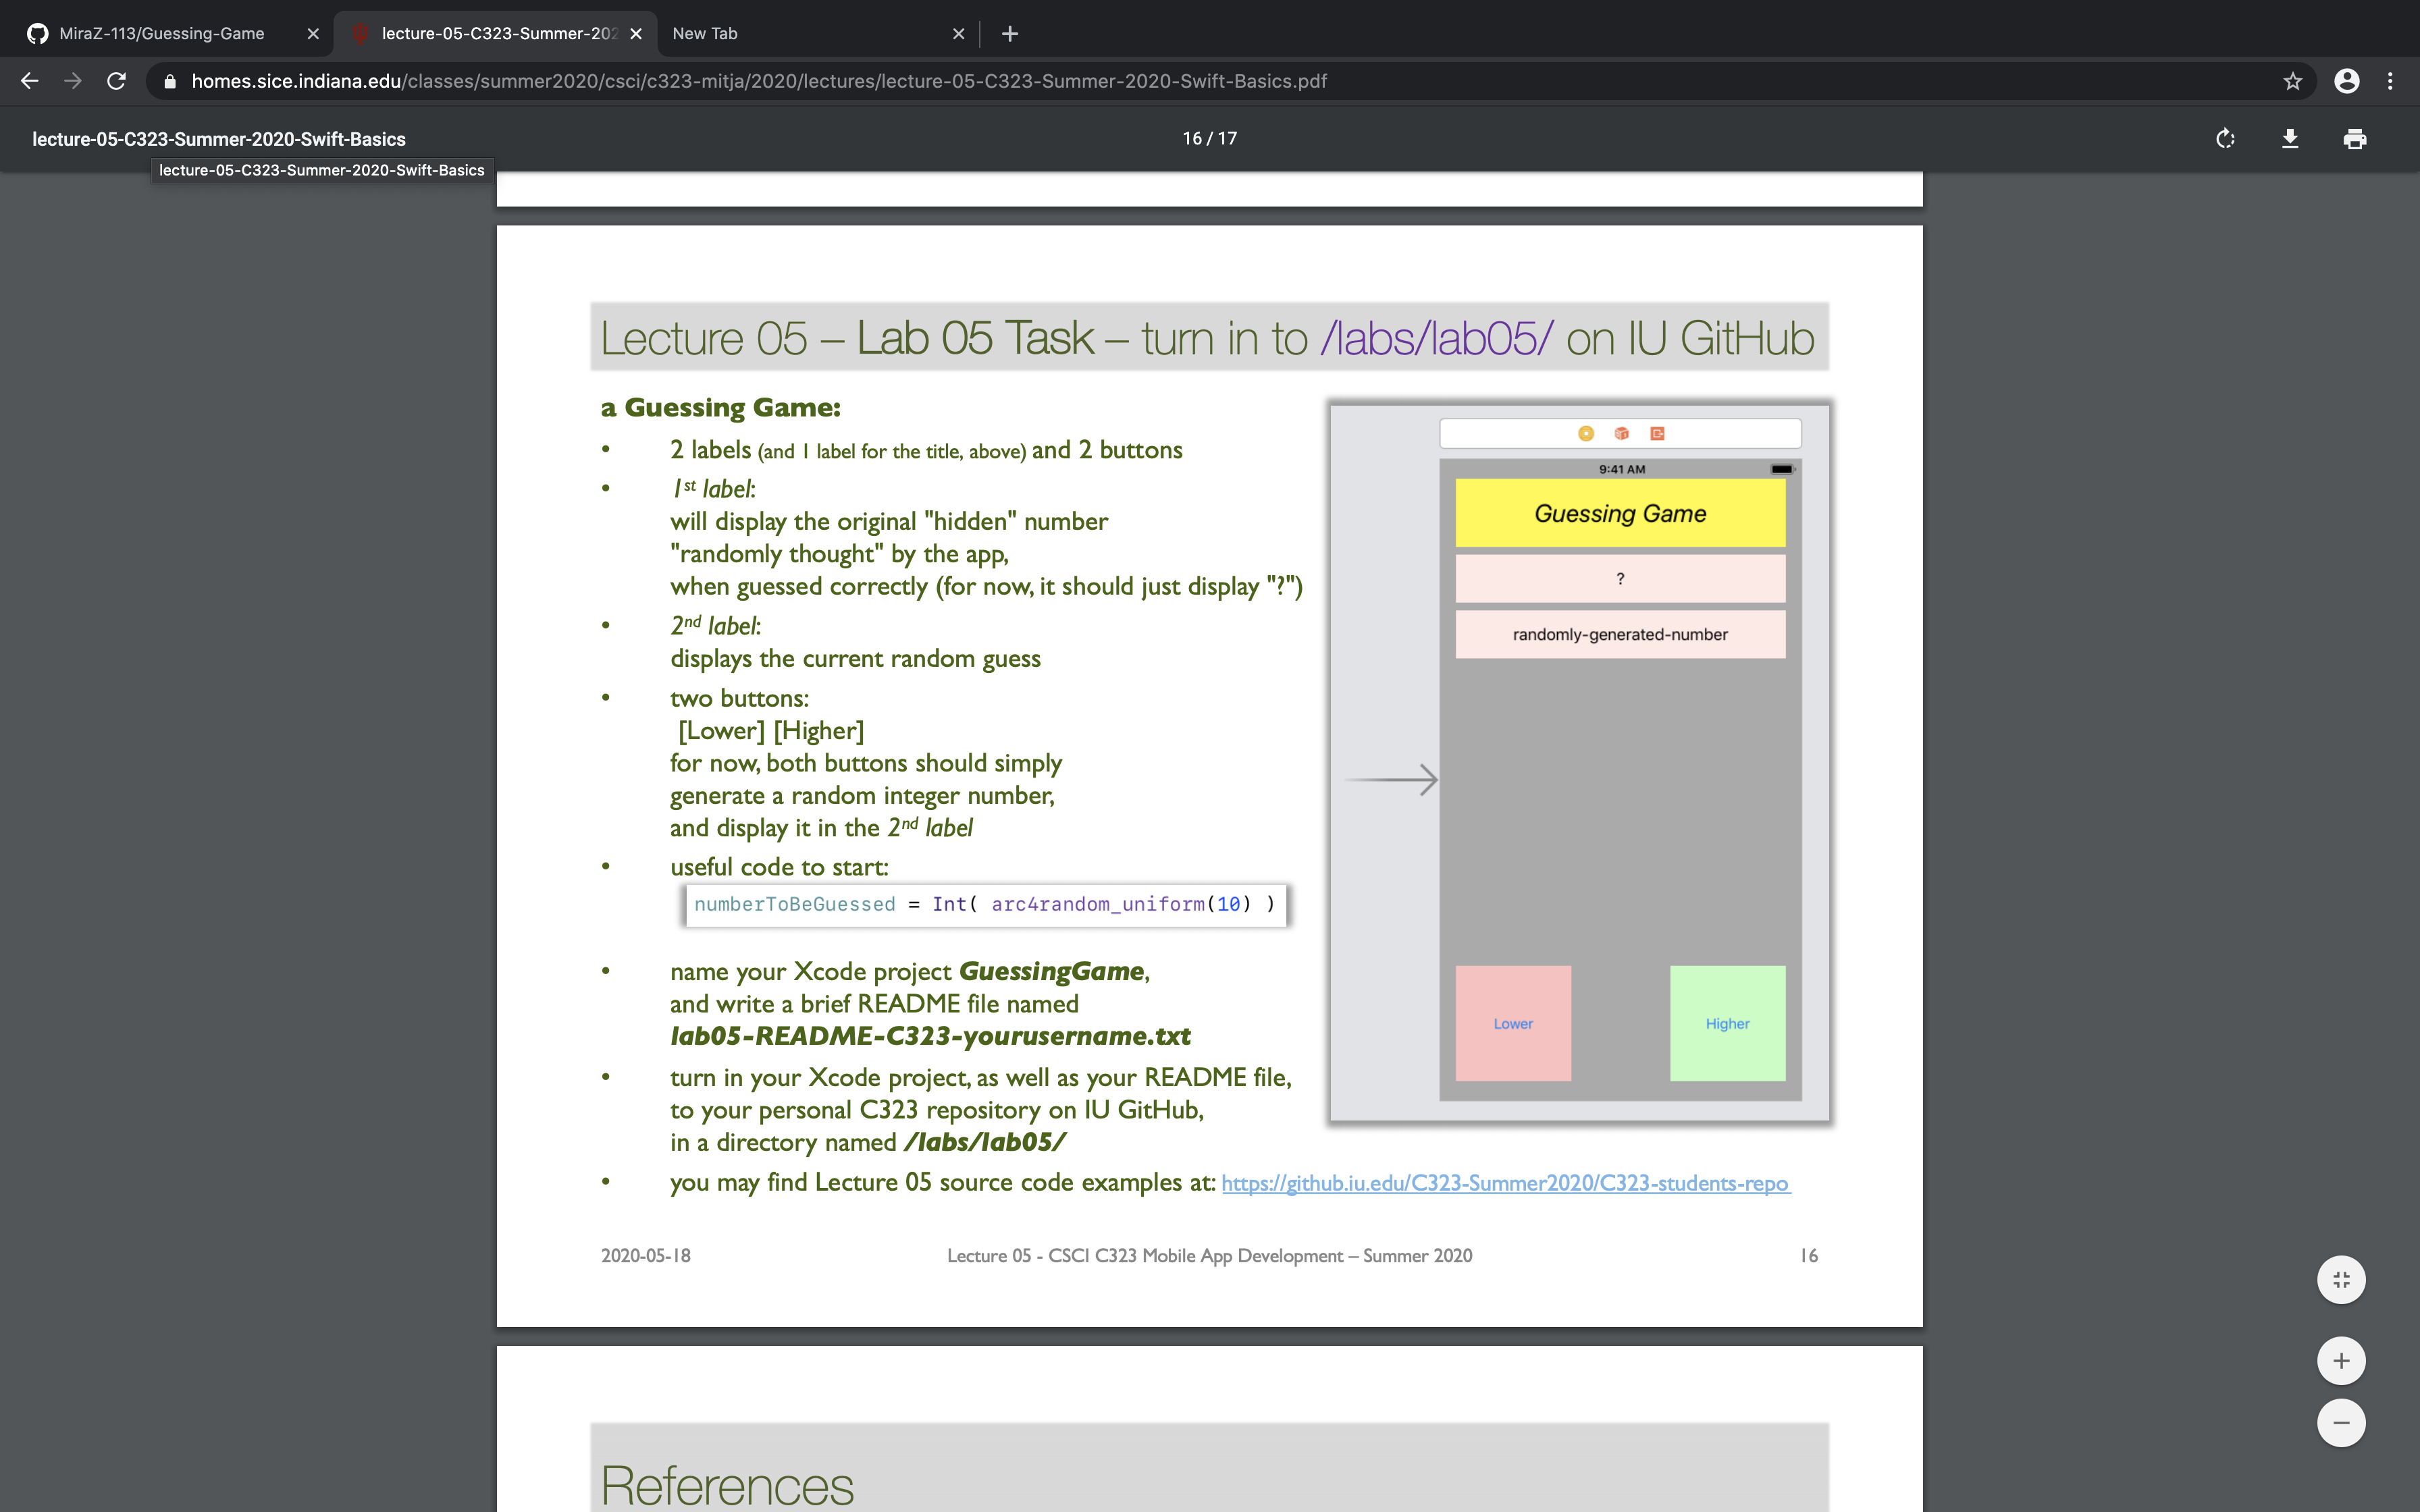 MiraZ-113/Guessing-Game
lecture-05-C323-Summer-202
New Tab
homes.sice.indiana.edu/classes/summer2020/csci/c323-mitja/2020/lectures/lecture-05-C323-Summer-2020-Swift-Basics.pdf
lecture-05-C323-Summer-2020-Swift-Basics
16 / 17
lecture-05-C323-Summer-2020-Swift-Basics
Lecture 05 – Lab 05 Task – turn in to /labs/lab05/ on IU GitHub
a Guessing Game:
• 2 labels (and 1 label for the title, above) and 2 buttons
• 1st label:
will display the original "hidden" number
"randomly thought" by the app,
when guessed correctly (for now, it should just display "?")
• 2nd label:
displays the current random guess
• two buttons:
[Lower] [Higher]
for now, both buttons should simply
generate a random integer number,
and display it in the 2nd label
• useful code to start:
numberToBeGuessed = Int( arc4random_uniform(10) )
• name your Xcode project GuessingGame,
and write a brief README file named
lab05-README-C323-yourusername.txt
• turn in your Xcode project, as well as your README file,
to your personal C323 repository on IU GitHub,
in a directory named /labs/lab05/
• you may find Lecture 05 source code examples at: https://github.iu.edu/C323-Summer2020/C323-students-repo
9:41 AM
Guessing Game
?
randomly-generated-number
Lower
Higher
2020-05-18
Lecture 05 - CSCI C323 Mobile App Development – Summer 2020
16
References